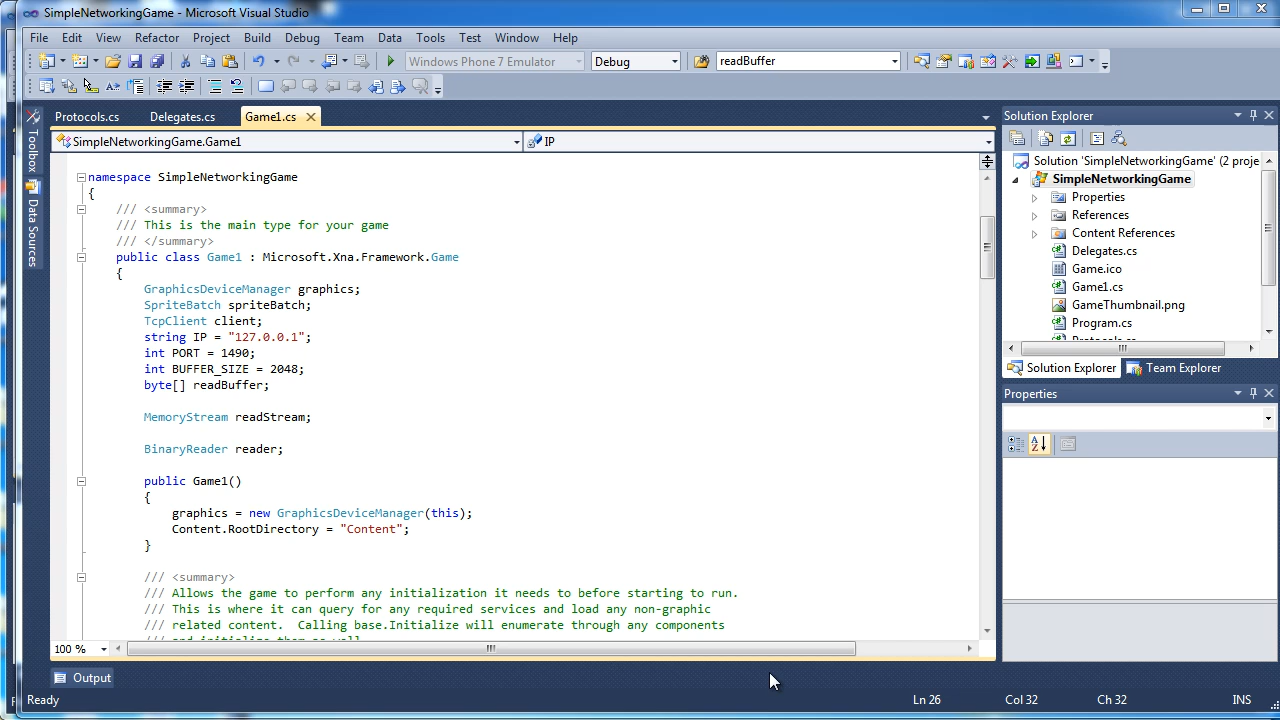 SimpleNetworkingGame - Microsoft Visual Studio
File Edit View Refactor Project Build Debug Team Data Tools Test Window Help
Windows Phone 7 Emulator Debug readBuffer
Protocols.cs Delegates.cs Game1.cs
SimpleNetworkingGame.Game1 IP
Toolbox
Data Sources
namespace SimpleNetworkingGame
{
/// <summary>
/// This is the main type for your game
/// </summary>
public class Game1 : Microsoft.Xna.Framework.Game
{
GraphicsDeviceManager graphics;
SpriteBatch spriteBatch;
TcpClient client;
string IP = "127.0.0.1";
int PORT = 1490;
int BUFFER_SIZE = 2048;
byte[] readBuffer;
MemoryStream readStream;
BinaryReader reader;
public Game1()
{
graphics = new GraphicsDeviceManager(this);
Content.RootDirectory = "Content";
}
/// <summary>
/// Allows the game to perform any initialization it needs to before starting to run.
/// This is where it can query for any required services and load any non-graphic
/// related content.  Calling base.Initialize will enumerate through any components
/// and initialize them as well.
100 %
Solution Explorer
Solution 'SimpleNetworkingGame' (2 proje
SimpleNetworkingGame
Properties
References
Content References
Delegates.cs
Game.ico
Game1.cs
GameThumbnail.png
Program.cs
Protocols.cs
Solution Explorer Team Explorer
Properties
Output
Ready Ln 26 Col 32 Ch 32 INS